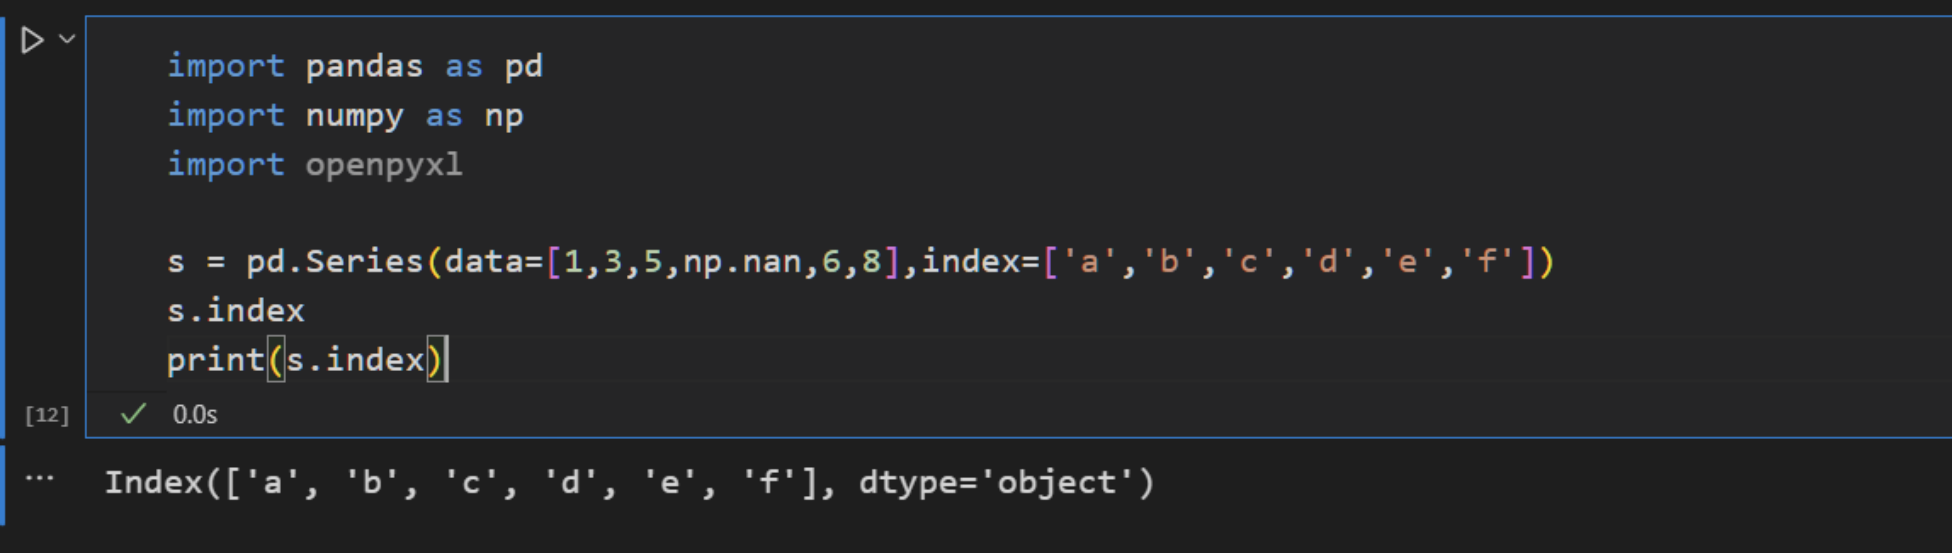 import pandas as pd
import numpy as np
import openpyxl
s = pd.Series(data=[1,3,5,np.nan,6,8],index=['a','b','c','d','e','f'])
s.index
print(s.index)
[12] ✓ 0.0s
... Index(['a', 'b', 'c', 'd', 'e', 'f'], dtype='object')